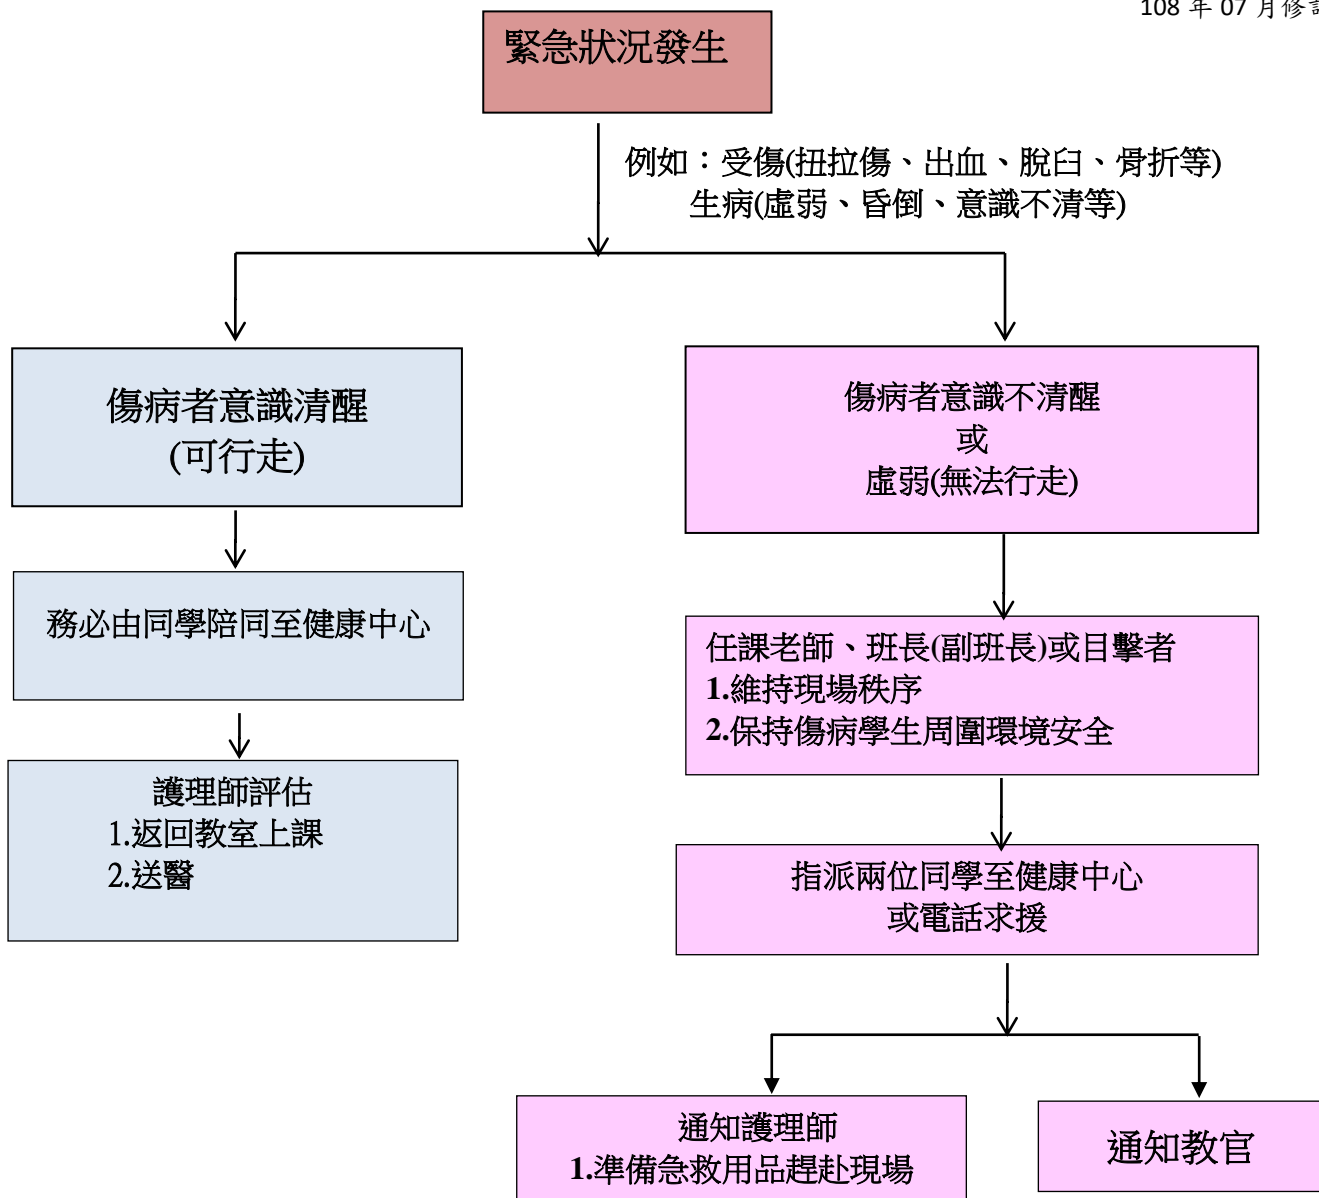 108 年 07 月修
緊急狀況發生
例如：受傷(扭拉傷、出血、脫臼、骨折等)
生病(虛弱、昏倒、意識不清等)
傷病者意識清醒
(可行走)
傷病者意識不清醒
或
虛弱(無法行走)
務必由同學陪同至健康中心
任課老師、班長(副班長)或目擊者
1.維持現場秩序
2.保持傷病學生周圍環境安全
護理師評估
1.返回教室上課
2.送醫
指派兩位同學至健康中心
或電話求援
通知護理師
1.準備急救用品趕赴現場
通知教官